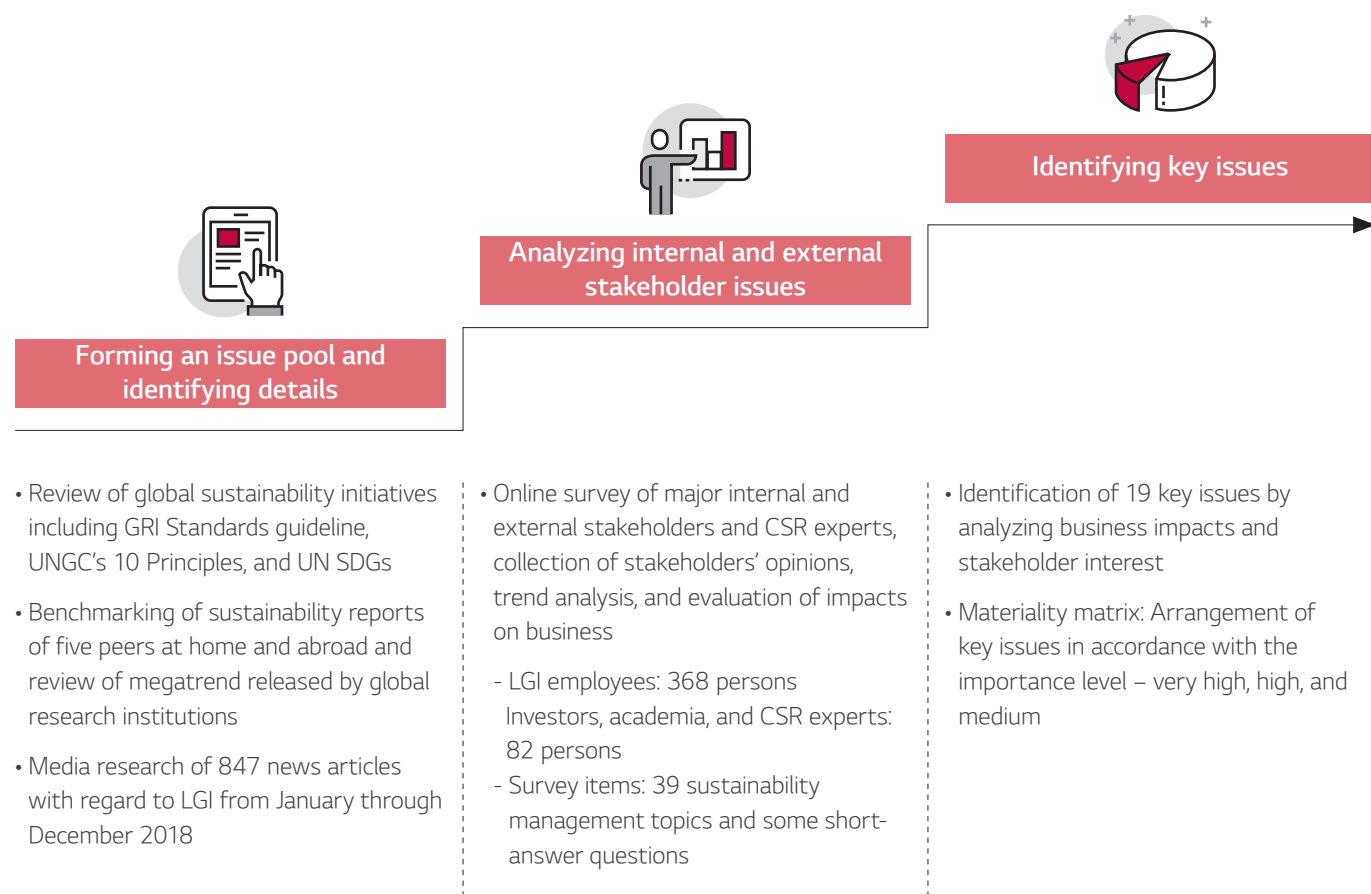 Forming an issue pool and
identifying details
• Review of global sustainability initiatives
including GRI Standards guideline,
UNGC's 10 Principles, and UN SDGs
• Benchmarking of sustainability reports
of five peers at home and abroad and
review of megatrend released by global
research institutions
• Media research of 847 news articles
with regard to LGI from January through
December 2018
Analyzing internal and external
stakeholder issues
• Online survey of major internal and
external stakeholders and CSR experts,
collection of stakeholders' opinions,
trend analysis, and evaluation of impacts
on business
- LGI employees: 368 persons
Investors, academia, and CSR experts:
82 persons
- Survey items: 39 sustainability
management topics and some short-
answer questions
Identifying key issues
• Identification of 19 key issues by
analyzing business impacts and
stakeholder interest
• Materiality matrix: Arrangement of
key issues in accordance with the
importance level – very high, high, and
medium